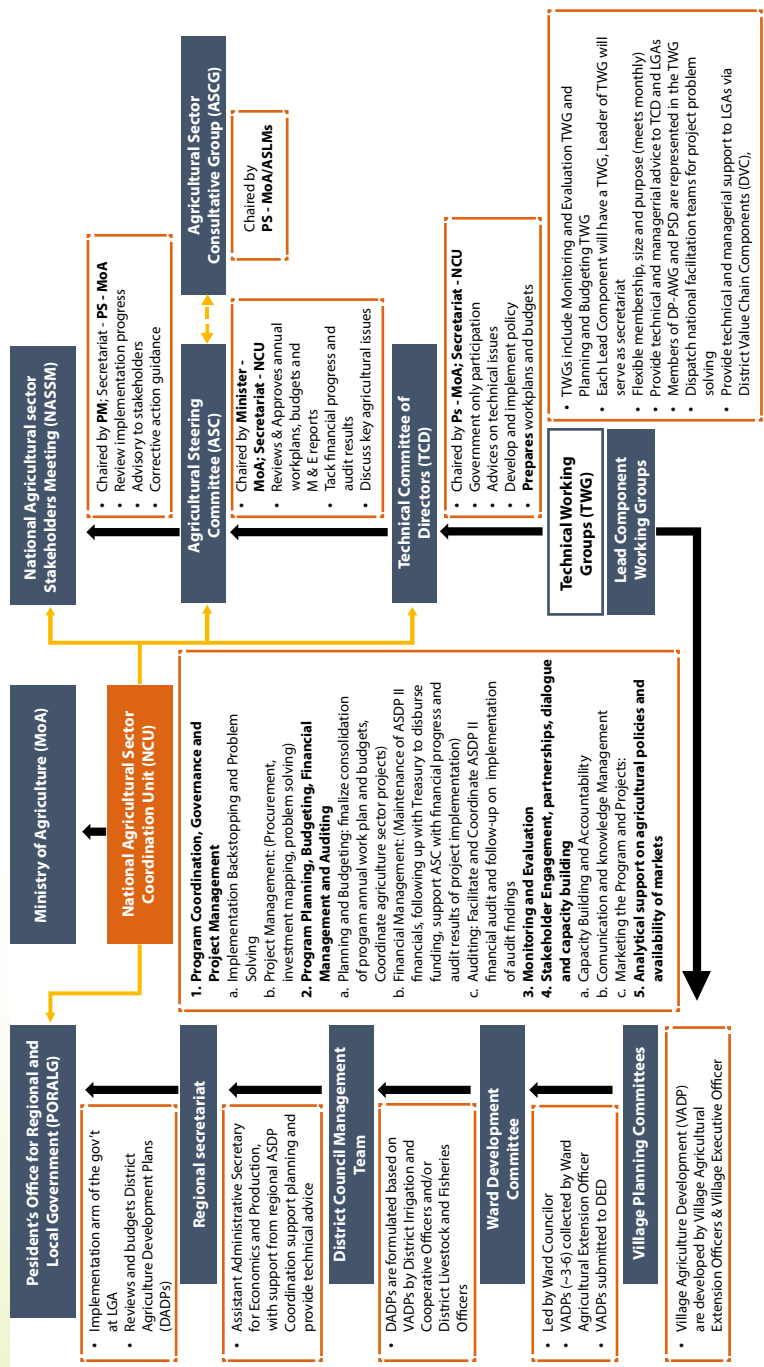 Pesident's Office for Regional and
Local Government (PORALG)
• Implementation arm of the gov't
at LGA
• Reviews and budgets District
Agriculture Development Plans
(DADPs)
Regional secretariat
• Assistant Administrative Secretary
for Economics and Production,
with support from regional ASDP
Coordination support planning and
provide technical advice
District Council Management
Team
• DADPs are formulated based on
VADPs by District Irrigation and
Cooperative Officers and/or
District Livestock and Fisheries
Officers
Ward Development
Committee
• Led by Ward Councilor
• VADPs (~3-6) collected by Ward
Agricultural Extension Officer
• VADPs submitted to DED
Village Planning Committees
• Village Agriculture Development (VADP)
are developed by Village Agricultural
Extension Officers & Village Executive Officer
Ministry of Agriculture (MoA)
National Agricultural Sector
Coordination Unit (NCU)
1. Program Coordination, Governance and
Project Management
a. Implementation Backstopping and Problem
Solving
b. Project Management: (Procurement,
investment mapping, problem solving)
2. Program Planning, Budgeting, Financial
Management and Auditing
a. Planning and Budgeting: finalize consolidation
of program annual work plan and budgets,
Coordinate agriculture sector projects)
b. Financial Management: (Maintenance of ASDP II
financials, following up with Treasury to disburse
funding, support ASC with financial progress and
audit results of project implementation)
c. Auditing: Facilitate and Coordinate ASDP II
financial audit and follow-up on implementation
of audit findings
3. Monitoring and Evaluation
4. Stakeholder Engagement, partnerships, dialogue
and capacity building
a. Capacity Building and Accountability
b. Comunication and knowledge Management
c. Marketing the Program and Projects:
5. Analytical support on agricultural policies and
availability of markets
National Agricultural sector
Stakeholders Meeting (NASSM)
• Chaired by PM; Secretariat - PS - MoA
• Review implementation progress
• Advisory to stakeholders
• Corrective action guidance
Agricultural Steering
Committee (ASC)
• Chaired by Minister -
MoA; Secretariat - NCU
• Reviews & Approves annual
workplans, budgets and
M & E reports
• Tack financial progress and
audit results
• Discuss key agricultural issues
Agricultural Sector
Consultative Group (ASCG)
Chaired by
PS - MoA/ASLMs
Technical Committee of
Directors (TCD)
• Chaired by Ps - MoA; Secretariat - NCU
• Government only participation
• Advices on technical issues
• Develop and implement policy
• Prepares workplans and budgets
Technical Working
Groups (TWG)
Lead Component
Working Groups
• TWGs include Monitoring and Evaluation TWG and
Planning and Budgeting TWG
• Each Lead Component will have a TWG, Leader of TWG will
serve as secretariat
• Flexible membership, size and purpose (meets monthly)
• Provide technical and managerrial advice to TCD and LGAs
• Members of DP-AWG and PSD are represented in the TWG
• Dispatch national facilitation teams for project problem
solving
• Provide technical and managerial support to LGAs via
District Value Chain Components (DVC),